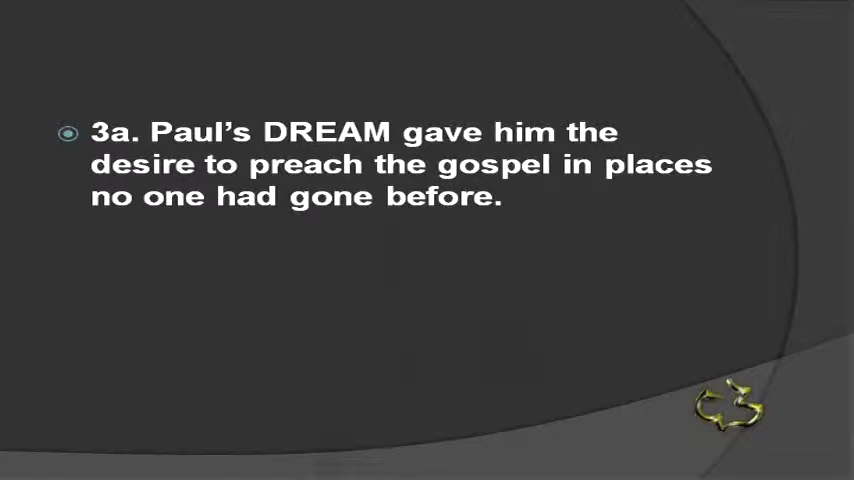 3a. Paul's DREAM gave him the
desire to preach the gospel in places
no one had gone before.